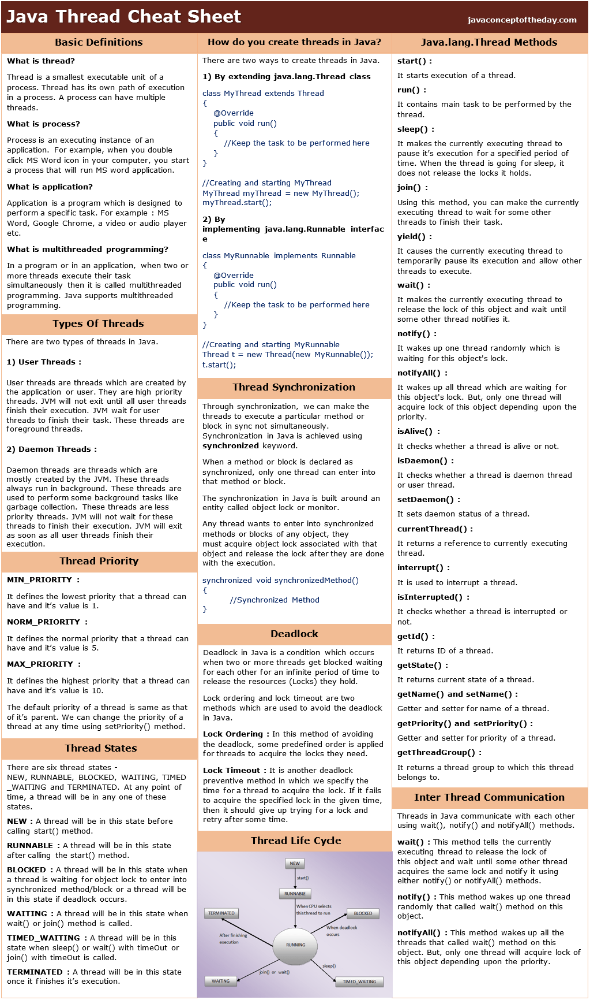 Java Thread Cheat Sheet
javaconceptoftheday.com
Basic Definitions
What is thread?
Thread is a smallest executable unit of a
process. Thread has its own path of execution
in a process. A process can have multiple
threads.
What is process?
Process is an executing instance of an
application. For example, when you double
click MS Word icon in your computer, you start
a process that will run MS word application.
What is application?
Application is a program which is designed to
perform a specific task. For example : MS
Word, Google Chrome, a video or audio player
etc.
What is multithreaded programming?
In a program or in an application, when two or
more threads execute their task
simultaneously then it is called multithreaded
programming. Java supports multithreaded
programming.
Types Of Threads
There are two types of threads in Java.
1) User Threads :
User threads are threads which are created by
the application or user. They are high priority
threads. JVM will not exit until all user threads
finish their execution. JVM wait for user
threads to finish their task. These threads are
foreground threads.
2) Daemon Threads :
Daemon threads are threads which are
mostly created by the JVM. These threads
always run in background. These threads are
used to perform some background tasks like
garbage collection. These threads are less
priority threads. JVM will not wait for these
threads to finish their execution. JVM will exit
as soon as all user threads finish their
execution.
Thread Priority
MIN_PRIORITY :
It defines the lowest priority that a thread can
have and it’s value is 1.
NORM_PRIORITY :
It defines the normal priority that a thread can
have and it’s value is 5.
MAX_PRIORITY :
It defines the highest priority that a thread can
have and it’s value is 10.
The default priority of a thread is same as that
of it’s parent. We can change the priority of a
thread at any time using setPriority() method.
Thread States
There are six thread states -
NEW, RUNNABLE, BLOCKED, WAITING, TIMED
_WAITING and TERMINATED. At any point of
time, a thread will be in any one of these
states.
NEW : A thread will be in this state before
calling start() method.
RUNNABLE : A thread will be in this state
after calling the start() method.
BLOCKED : A thread will be in this state when
a thread is waiting for object lock to enter into
synchronized method/block or a thread will be
in this state if deadlock occurs.
WAITING : A thread will be in this state when
wait() or join() method is called.
TIMED_WAITING : A thread will be in this
state when sleep() or wait() with timeOut or
join() with timeOut is called.
TERMINATED : A thread will be in this state
once it finishes it’s execution.
How do you create threads in Java?
There are two ways to create threads in Java.
1) By extending java.lang.Thread class
class MyThread extends Thread
{
@Override
public void run()
{
//Keep the task to be performed here
}
}
//Creating and starting MyThread
MyThread myThread = new MyThread();
myThread.start();
2) By
implementing java.lang.Runnable interfac
e
class MyRunnable implements Runnable
{
@Override
public void run()
{
//Keep the task to be performed here
}
}
//Creating and starting MyRunnable
Thread t = new Thread(new MyRunnable());
t.start();
Thread Synchronization
Through synchronization, we can make the
threads to execute a particular method or
block in sync not simultaneously.
Synchronization in Java is achieved using
synchronized keyword.
When a method or block is declared as
synchronized, only one thread can enter into
that method or block.
The synchronization in Java is built around an
entity called object lock or monitor.
Any thread wants to enter into synchronized
methods or blocks of any object, they
must acquire object lock associated with that
object and release the lock after they are done
with the execution.
synchronized void synchronizedMethod()
{
//Synchronized Method
}
Deadlock
Deadlock in Java is a condition which occurs
when two or more threads get blocked waiting
for each other for an infinite period of time to
release the resources (Locks) they hold.
Lock ordering and lock timeout are two
methods which are used to avoid the deadlock
in Java.
Lock Ordering : In this method of avoiding
the deadlock, some predefined order is applied
for threads to acquire the locks they need.
Lock Timeout : It is another deadlock
preventive method in which we specify the
time for a thread to acquire the lock. If it fails
to acquire the specified lock in the given time,
then it should give up trying for a lock and
retry after some time.
Thread Life Cycle
NEW
start()
RUNNABLE
When CPU selects
this thread to run
TERMINATED
BLOCKED
After finishing
execution
When deadlock
occurs
RUNNING
join() or wait()
sleep()
WAITING
TIMED_WAITING
Java.lang.Thread Methods
start() :
It starts execution of a thread.
run() :
It contains main task to be performed by the
thread.
sleep() :
It makes the currently executing thread to
pause it’s execution for a specified period of
time. When the thread is going for sleep, it
does not release the locks it holds.
join() :
Using this method, you can make the currently
executing thread to wait for some other
threads to finish their task.
yield() :
It causes the currently executing thread to
temporarily pause its execution and allow other
threads to execute.
wait() :
It makes the currently executing thread to
release the lock of this object and wait until
some other thread notifies it.
notify() :
It wakes up one thread randomly which is
waiting for this object's lock.
notifyAll() :
It wakes up all thread which are waiting for
this object's lock. But, only one thread will
acquire lock of this object depending upon the
priority.
isAlive() :
It checks whether a thread is alive or not.
isDaemon() :
It checks whether a thread is daemon thread
or user thread.
setDaemon() :
It sets daemon status of a thread.
currentThread() :
It returns a reference to currently executing
thread.
interrupt() :
It is used to interrupt a thread.
isInterrupted() :
It checks whether a thread is interrupted or
not.
getId() :
It returns ID of a thread.
getState() :
It returns current state of a thread.
getName() and setName() :
Getter and setter for name of a thread.
getPriority() and setPriority() :
Getter and setter for priority of a thread.
getThreadGroup() :
It returns a thread group to which this thread
belongs to.
Inter Thread Communication
Threads in Java communicate with each other
using wait(), notify() and notifyAll() methods.
wait() : This method tells the currently
executing thread to release the lock of
this object and wait until some other thread
acquires the same lock and notify it using
either notify() or notifyAll() methods.
notify() : This method wakes up one thread
randomly that called wait() method on this
object.
notifyAll() : This method wakes up all the
threads that called wait() method on this
object. But, only one thread will acquire lock of
this object depending upon the priority.